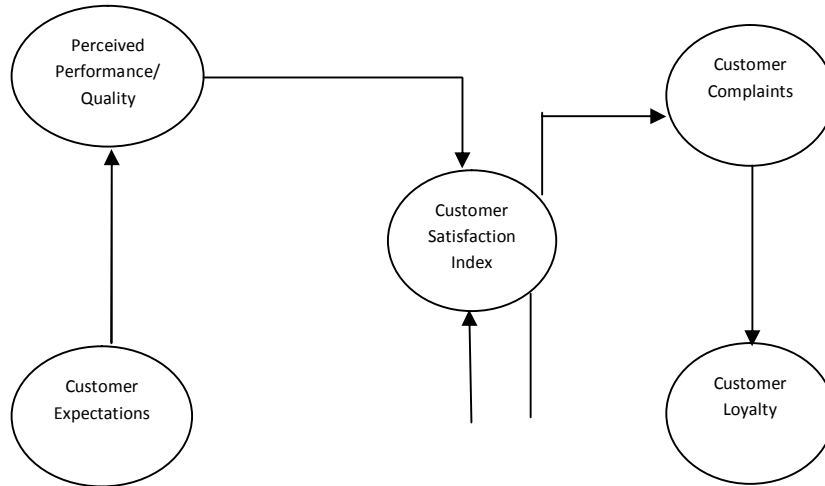 Perceived
Performance/
Quality
Customer
Complaints
Customer
Satisfaction
Index
Customer
Expectations
Customer
Loyalty